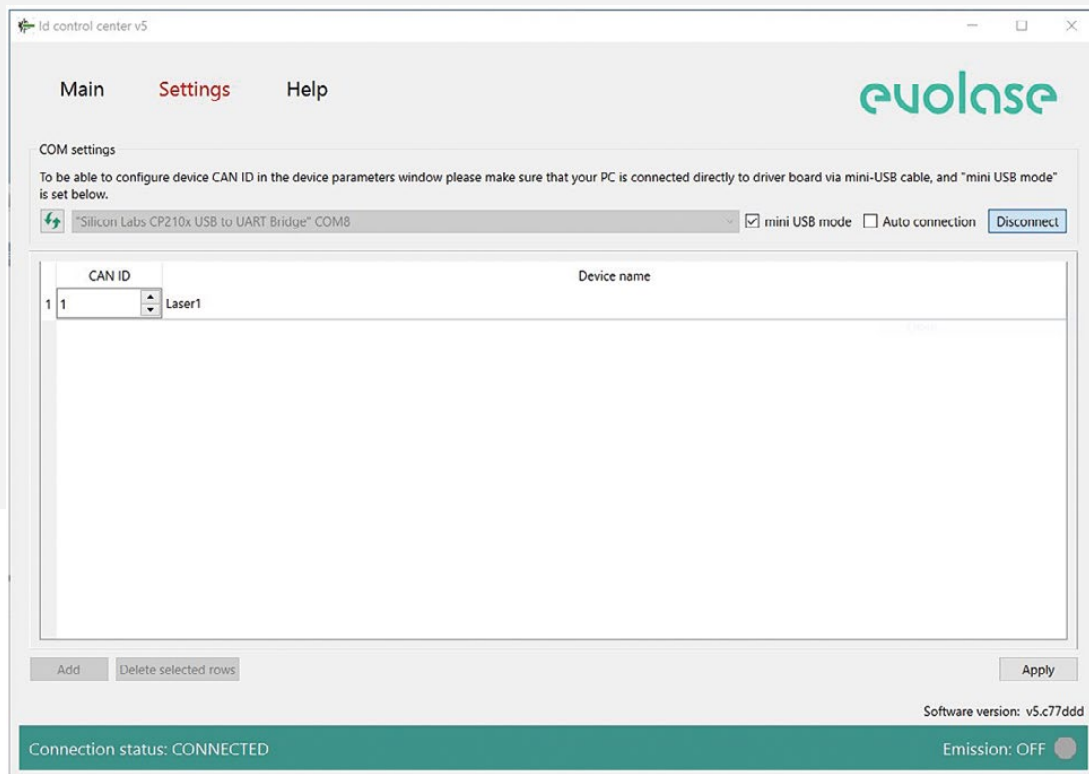 Id control center v5
Main Settings Help
evolase
COM settings
To be able to configure device CAN ID in the device parameters window please make sure that your PC is connected directly to driver board via mini-USB cable, and "mini USB mode"
is set below.
"Silicon Labs CP210x USB to UART Bridge" COM8 mini USB mode Auto connection Disconnect
CAN ID Device name
1 1 Laser1
Add Delete selected rows Apply
Software version: v5.c77ddd
Connection status: CONNECTED Emission: OFF